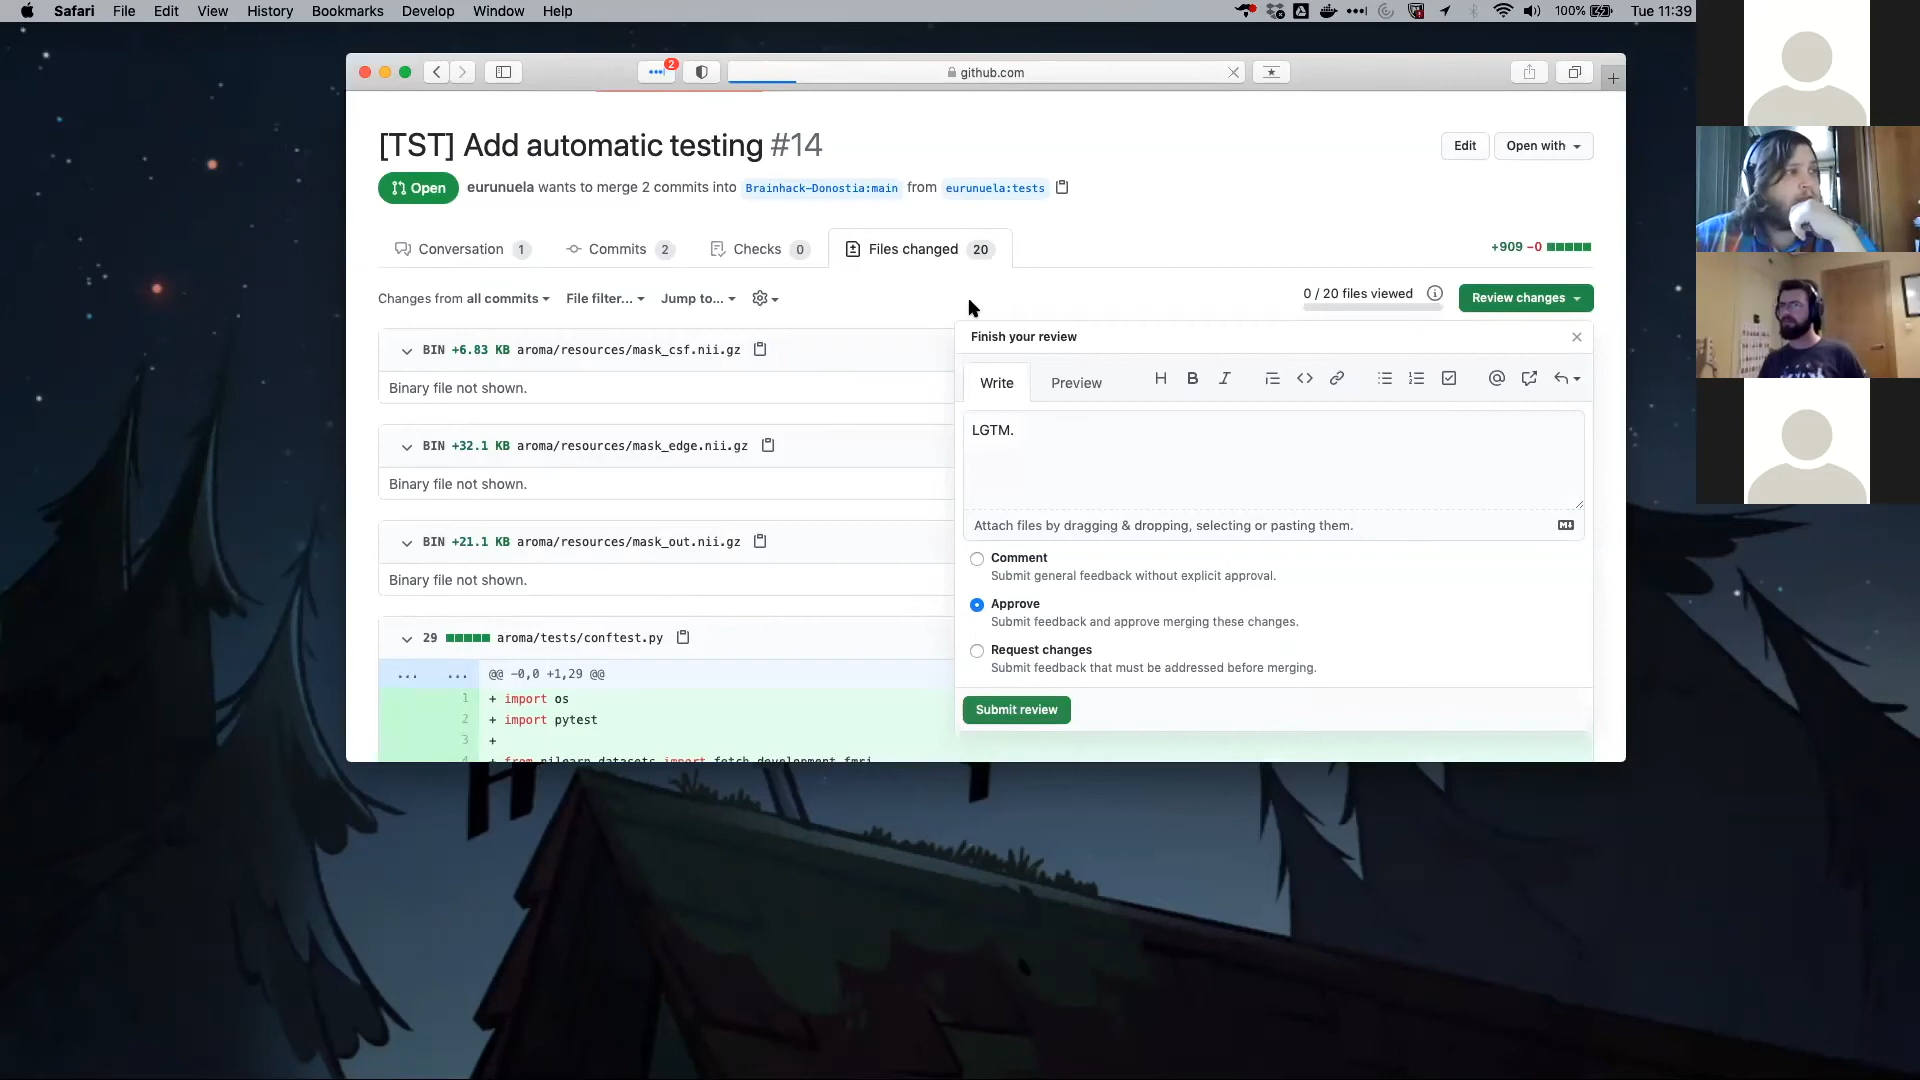 Safari File Edit View History Bookmarks Develop Window Help 100% Tue 11:39
2 github.com
[TST] Add automatic testing #14
Edit Open with
Open eurunuela wants to merge 2 commits into Brainhack-Donostia:main from eurunuela:tests
Conversation 1 Commits 2 Checks 0 Files changed 20 +909 −0
Changes from all commits File filter... Jump to... 0 / 20 files viewed Review changes
Finish your review
BIN +6.83 KB aroma/resources/mask_csf.nii.gz
Binary file not shown.
Write Preview
LGTM.
BIN +32.1 KB aroma/resources/mask_edge.nii.gz
Binary file not shown.
Attach files by dragging & dropping, selecting or pasting them.
BIN +21.1 KB aroma/resources/mask_out.nii.gz
Binary file not shown.
Comment
Submit general feedback without explicit approval.
Approve
Submit feedback and approve merging these changes.
Request changes
Submit feedback that must be addressed before merging.
Submit review
29 aroma/tests/conftest.py
... ... @@ -0,0 +1,29 @@
1 + import os
2 + import pytest
3 +
4 + from nilearn.datasets import fetch_development_fmri